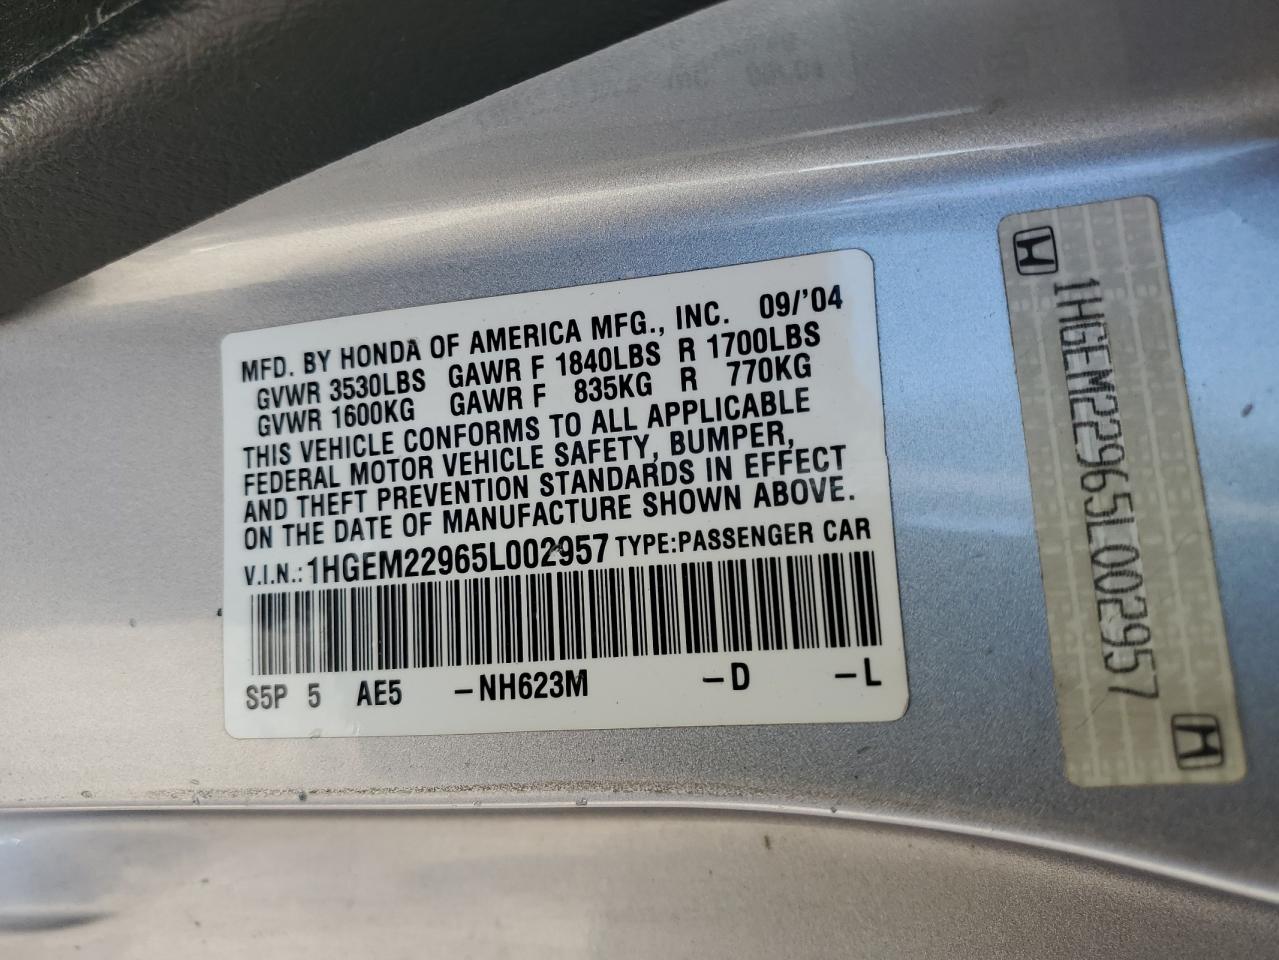 MFD. BY HONDA OF AMERICA MFG., INC. 09/'04
GVWR 3530LBS GAWR F 1840LBS R 1700LBS
GVWR 1600KG GAWR F 835KG R 770KG
THIS VEHICLE CONFORMS TO ALL APPLICABLE
FEDERAL MOTOR VEHICLE SAFETY, BUMPER,
AND THEFT PREVENTION STANDARDS IN EFFECT
ON THE DATE OF MANUFACTURE SHOWN ABOVE.
V.I.N.: 1HGEM22965L002957 TYPE:PASSENGER CAR
S5P 5 AE5 -NH623M -D -L
1HGEM22965L002957